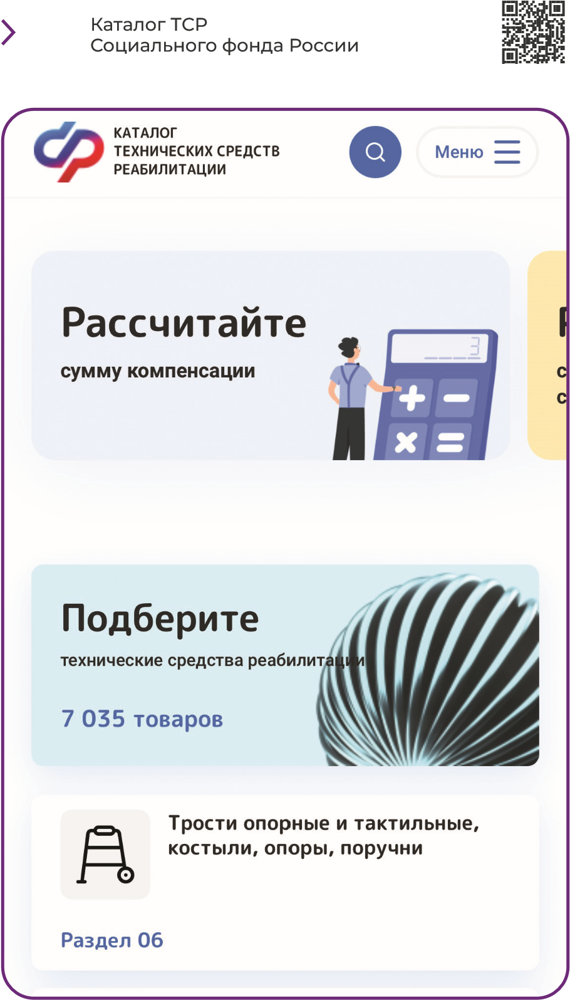 Каталог ТСР
Социального фонда России
КАТАЛОГ
ТЕХНИЧЕСКИХ СРЕДСТВ
РЕАБИЛИТАЦИИ
Меню
Рассчитайте
сумму компенсации
3
Подберите
технические средства реабилитации
7 035 товаров
Трости опорные и тактильные,
костыли, опоры, поручни
Раздел 06